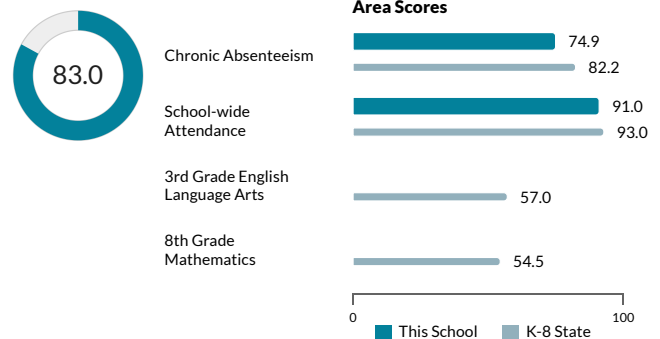 Area Scores
83.0
Chronic Absenteeism
74.9
82.2
School-wide
Attendance
91.0
93.0
3rd Grade English
Language Arts
57.0
8th Grade
Mathematics
54.5
0
100
This School
K-8 State